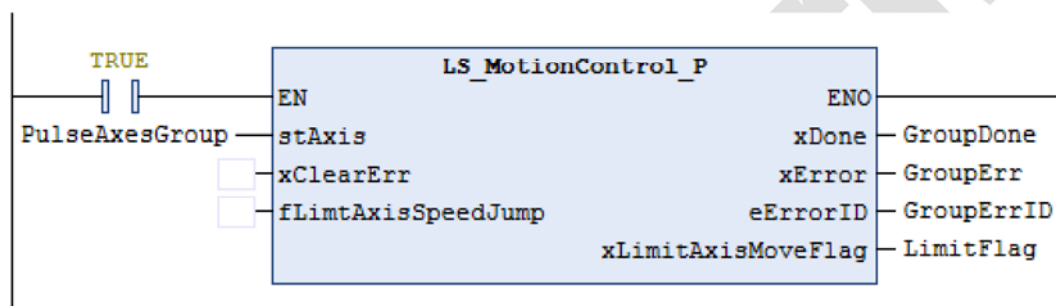 TRUE
LS_MotionControl_P
EN ENO
PulseAxesGroup stAxis xDone GroupDone
xClearErr xError GroupErr
fLimtAxisSpeedJump eErrorID GroupErrID
xLimitAxisMoveFlag LimitFlag